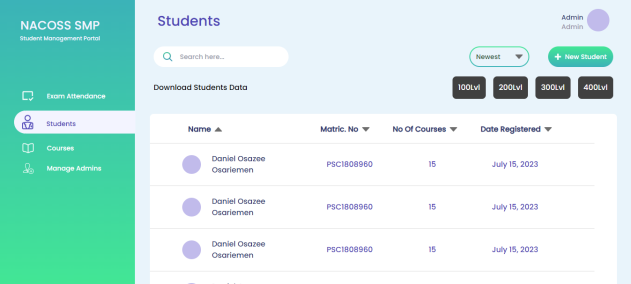 NACOSS SMP
Student Management Portal
Exam Attendance
Students
Courses
Manage Admins
Students
Admin
Admin
Search here...
Newest
+ New Student
Download Students Data
100Lvl 200Lvl 300Lvl 400Lvl
Name Matric. No No Of Courses Date Registered
Daniel Osazee
Osariemen
PSC1808960 15 July 15, 2023
Daniel Osazee
Osariemen
PSC1808960 15 July 15, 2023
Daniel Osazee
Osariemen
PSC1808960 15 July 15, 2023